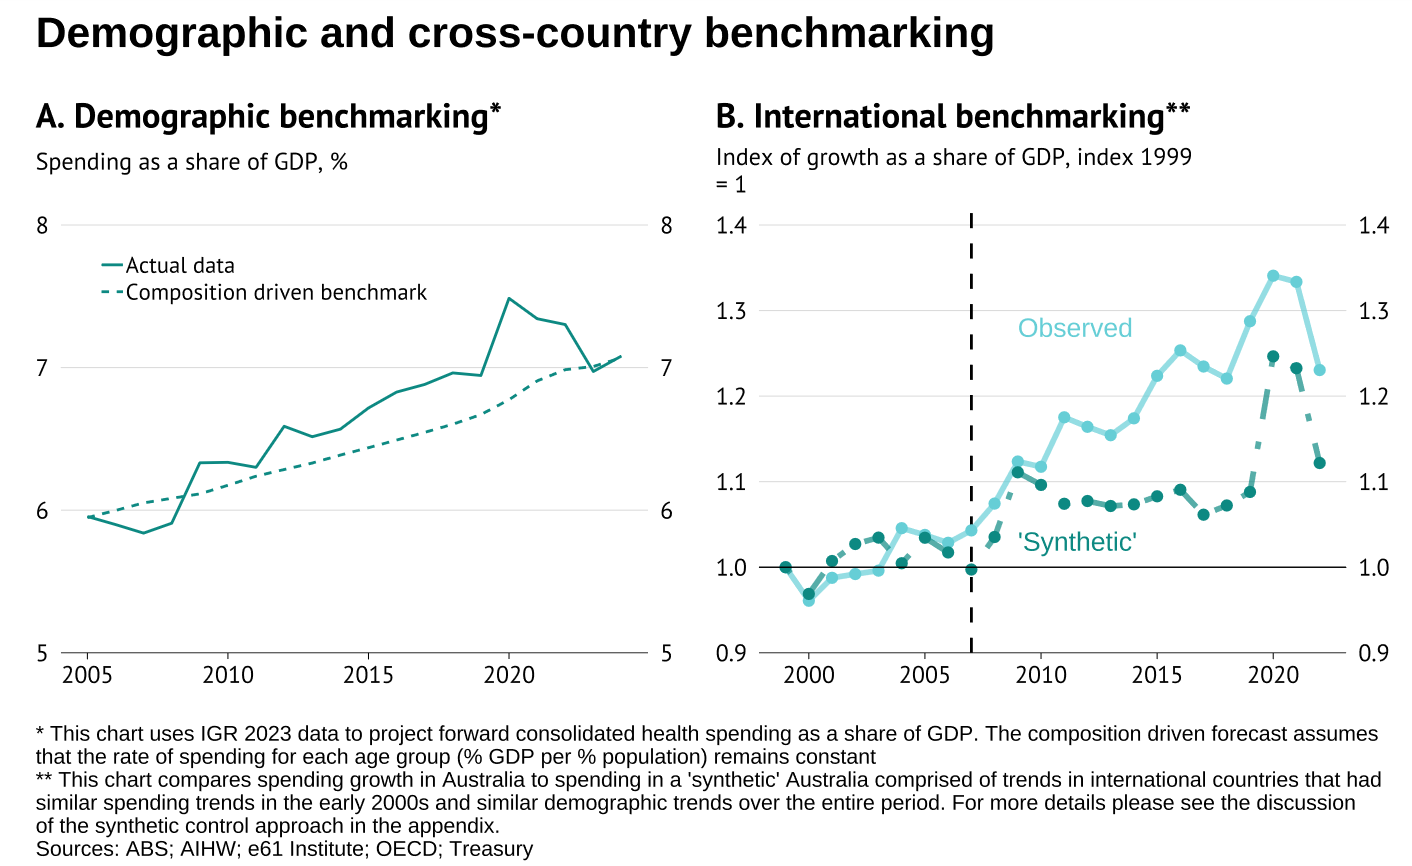 Demographic and cross-country benchmarking
A. Demographic benchmarking*
Spending as a share of GDP, %
8
8
Actual data
Composition driven benchmark
7
7
6
6
5
5
2005
2010
2015
2020
B. International benchmarking**
Index of growth as a share of GDP, index 1999
= 1
1.4
1.4
1.3
1.3
Observed
1.2
1.2
1.1
1.1
'Synthetic'
1.0
1.0
0.9
0.9
2000
2005
2010
2015
2020
* This chart uses IGR 2023 data to project forward consolidated health spending as a share of GDP. The composition driven forecast assumes
that the rate of spending for each age group (% GDP per % population) remains constant
** This chart compares spending growth in Australia to spending in a 'synthetic' Australia comprised of trends in international countries that had
similar spending trends in the early 2000s and similar demographic trends over the entire period. For more details please see the discussion
of the synthetic control approach in the appendix.
Sources: ABS; AIHW; e61 Institute; OECD; Treasury